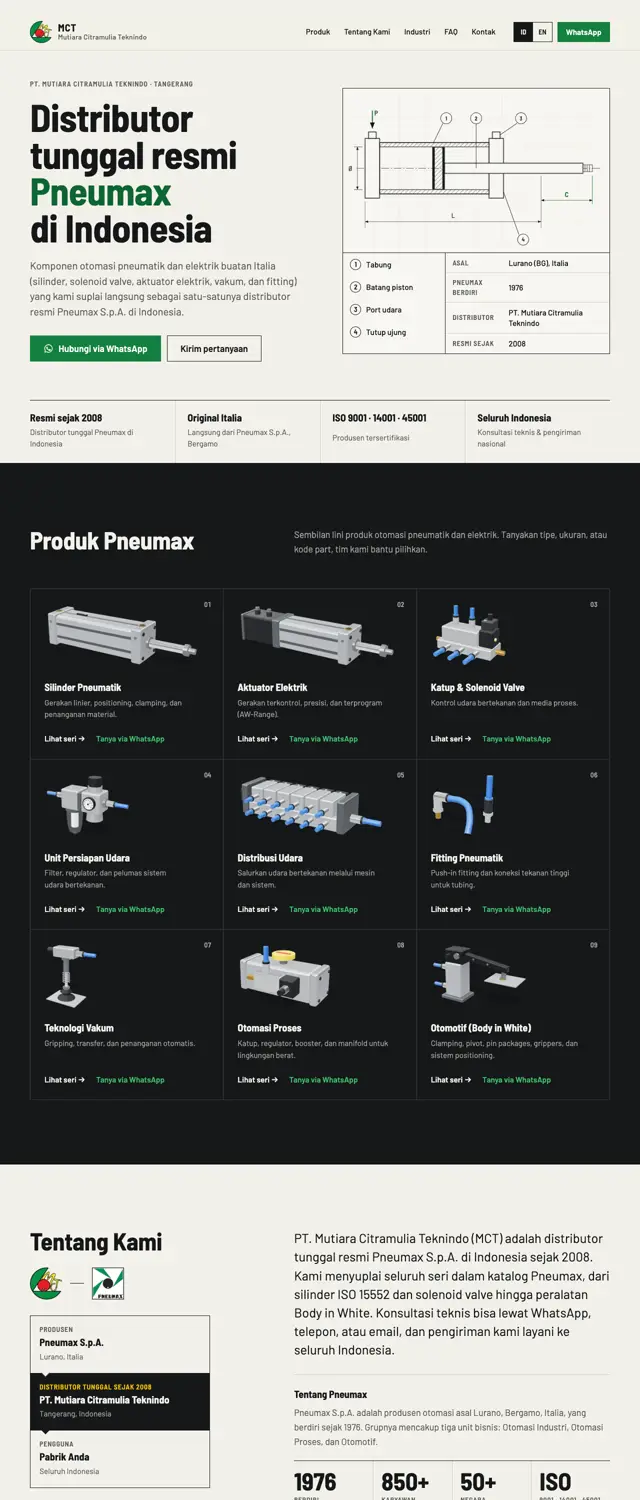 MCT
Mutiara Citramulia Teknindo
Produk
Tentang Kami
Industri
FAQ
Kontak
ID
EN
WhatsApp
PT. MUTIARA CITRAMULIA TEKNINDO · TANGERANG
Distributor
tunggal resmi
Pneumax
di Indonesia
Komponen otomasi pneumatik dan elektrik buatan Italia
(silinder, solenoid valve, aktuator elektrik, vakum, dan fitting)
yang kami suplai langsung sebagai satu-satunya distributor
resmi Pneumax S.p.A. di Indonesia.
Hubungi via WhatsApp
Kirim pertanyaan
P
1
2
3
C
L
4
1 Tabung
2 Batang piston
3 Port udara
4 Tutup ujung
ASAL Lurano (BG), Italia
PNEUMAX
BERDIRI 1976
DISTRIBUTOR PT. Mutiara Citramulia
Teknindo
RESMI SEJAK 2008
Resmi sejak 2008
Distributor tunggal Pneumax di
Indonesia
Original Italia
Langsung dari Pneumax S.p.A.,
Bergamo
ISO 9001 · 14001 · 45001
Produsen tersertifikasi
Seluruh Indonesia
Konsultasi teknis & pengiriman
nasional
Produk Pneumax
Sembilan lini produk otomasi pneumatik dan elektrik. Tanyakan tipe, ukuran, atau
kode part, tim kami bantu pilihkan.
01
Silinder Pneumatik
Gerakan linier, positioning, clamping, dan
penanganan material.
Lihat seri → Tanya via WhatsApp
02
Aktuator Elektrik
Gerakan terkontrol, presisi, dan terprogram
(AW-Range).
Lihat seri → Tanya via WhatsApp
03
Katup & Solenoid Valve
Kontrol udara bertekanan dan media proses.
Lihat seri → Tanya via WhatsApp
04
Unit Persiapan Udara
Filter, regulator, dan pelumas sistem
udara bertekanan.
Lihat seri → Tanya via WhatsApp
05
Distribusi Udara
Salurkan udara bertekanan melalui mesin
dan sistem.
Lihat seri → Tanya via WhatsApp
06
Fitting Pneumatik
Push-in fitting dan koneksi tekanan tinggi
untuk tubing.
Lihat seri → Tanya via WhatsApp
07
Teknologi Vakum
Gripping, transfer, dan penanganan otomatis.
Lihat seri → Tanya via WhatsApp
08
Otomasi Proses
Katup, regulator, booster, dan manifold untuk
lingkungan berat.
Lihat seri → Tanya via WhatsApp
09
Otomotif (Body in White)
Clamping, pivot, pin packages, grippers, dan
sistem positioning.
Lihat seri → Tanya via WhatsApp
Tentang Kami
PNEUMAX
PRODUSEN
Pneumax S.p.A.
Lurano, Italia
DISTRIBUTOR TUNGGAL SEJAK 2008
PT. Mutiara Citramulia Teknindo
Tangerang, Indonesia
PENGGUNA
Pabrik Anda
Seluruh Indonesia
PT. Mutiara Citramulia Teknindo (MCT) adalah distributor
tunggal resmi Pneumax S.p.A. di Indonesia sejak 2008.
Kami menyuplai seluruh seri dalam katalog Pneumax, dari
silinder ISO 15552 dan solenoid valve hingga peralatan
Body in White. Konsultasi teknis bisa lewat WhatsApp,
telepon, atau email, dan pengiriman kami layani ke
seluruh Indonesia.
Tentang Pneumax
Pneumax S.p.A. adalah produsen otomasi asal Lurano, Bergamo, Italia, yang
berdiri sejak 1976. Grupnya mencakup tiga unit bisnis: Otomasi Industri, Otomasi
Proses, dan Otomotif.
1976
BERDIRI
850+
KARYAWAN
50+
NEGARA
ISO
9001 · 14001 · 45001